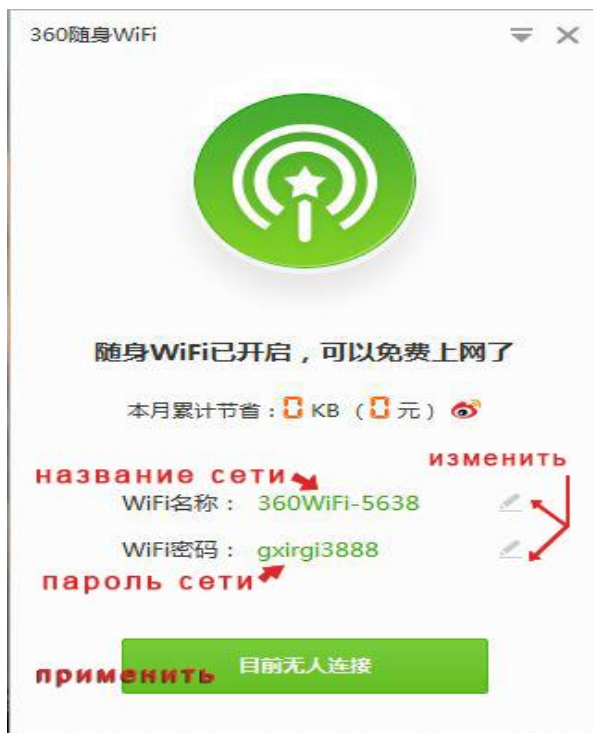 360随身WiFi
随身WiFi已开启，可以免费上网了
本月累计节省：0 KB （0 元）
изменить
название сети
WiFi名称： 360WiFi-5638
WiFi密码： gxirgi3888
пароль сети
применить
目前无人连接